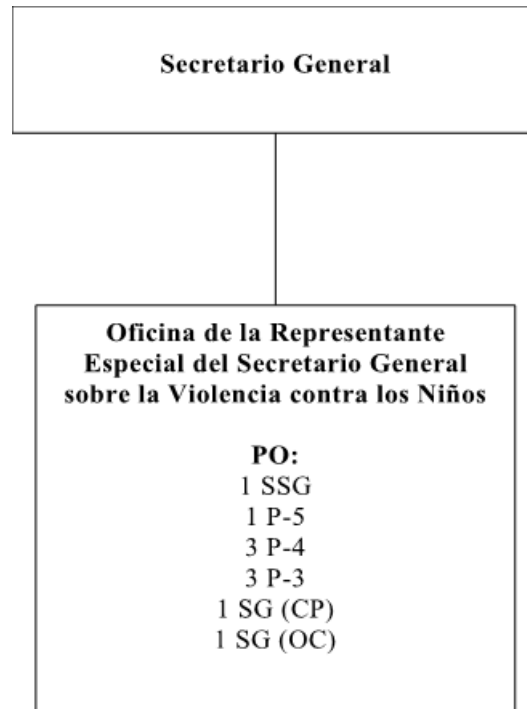 Secretario General
Oficina de la Representante
Especial del Secretario General
sobre la Violencia contra los Niños
PO:
1 SSG
1 P-5
3 P-4
3 P-3
1 SG (CP)
1 SG (OC)